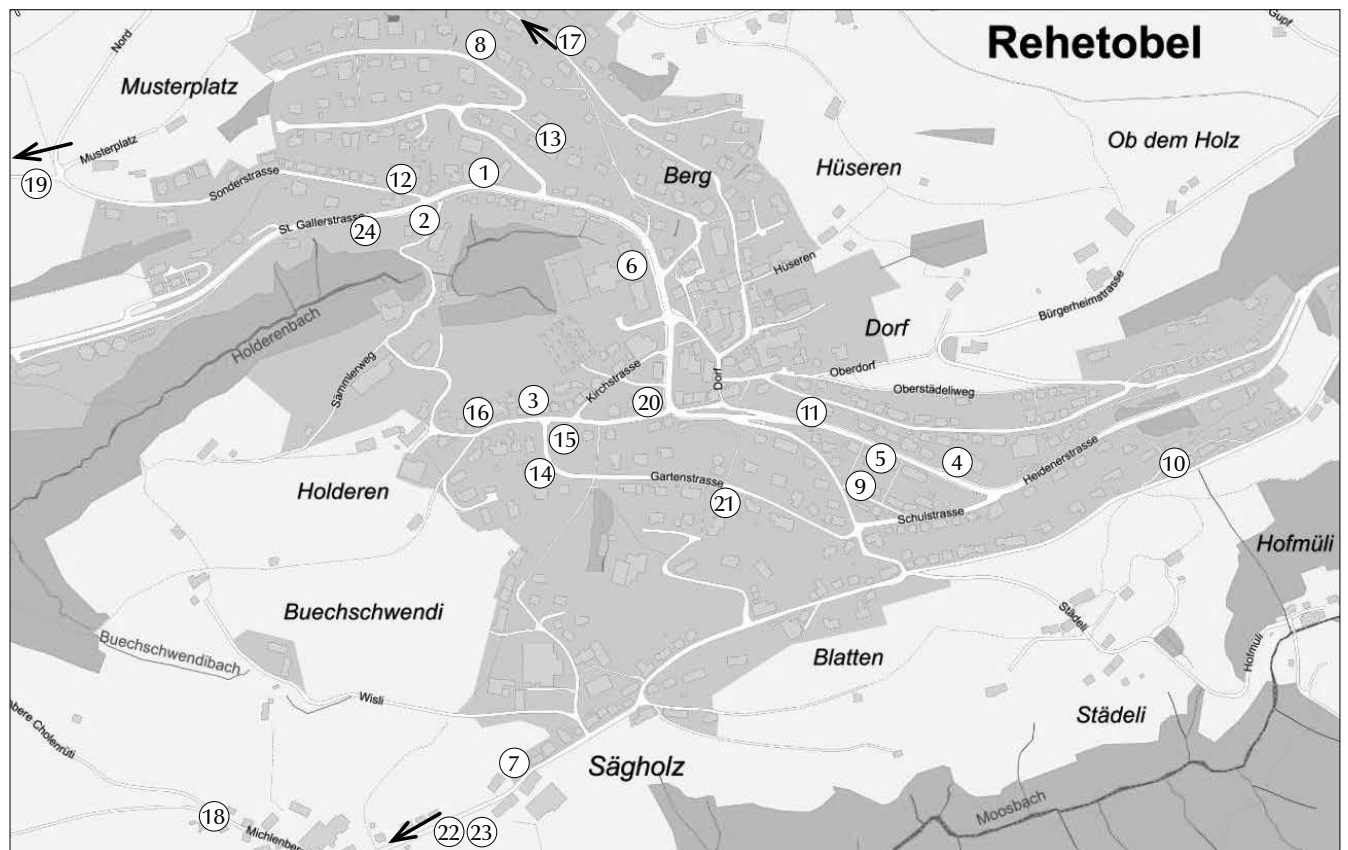 Rehetobel
Nord
Gupf
8
17
Musterplatz
Musterplatz
13
Ob dem Holz
19
Sonderstrasse
12
1
Berg
Hüseren
St. Gallerstrasse
24
2
6
Hüseren
Bürgerheimstrasse
Holderenbach
Dorf
Sämmlerweg
Kirchstrasse
Dorf
Oberdorf
Oberstädeliweg
16
3
20
11
15
5
4
Heidenerstrasse
10
Holderen
14
Gartenstrasse
21
9
Schulstrasse
Hofmüli
Buechschwendi
Städeli
Buechschwendibach
Blatten
Hofmüli
Wisli
Städeli
bere Cholenrüti
7
Sägholz
18
Michlenber
22 23
Moosbach